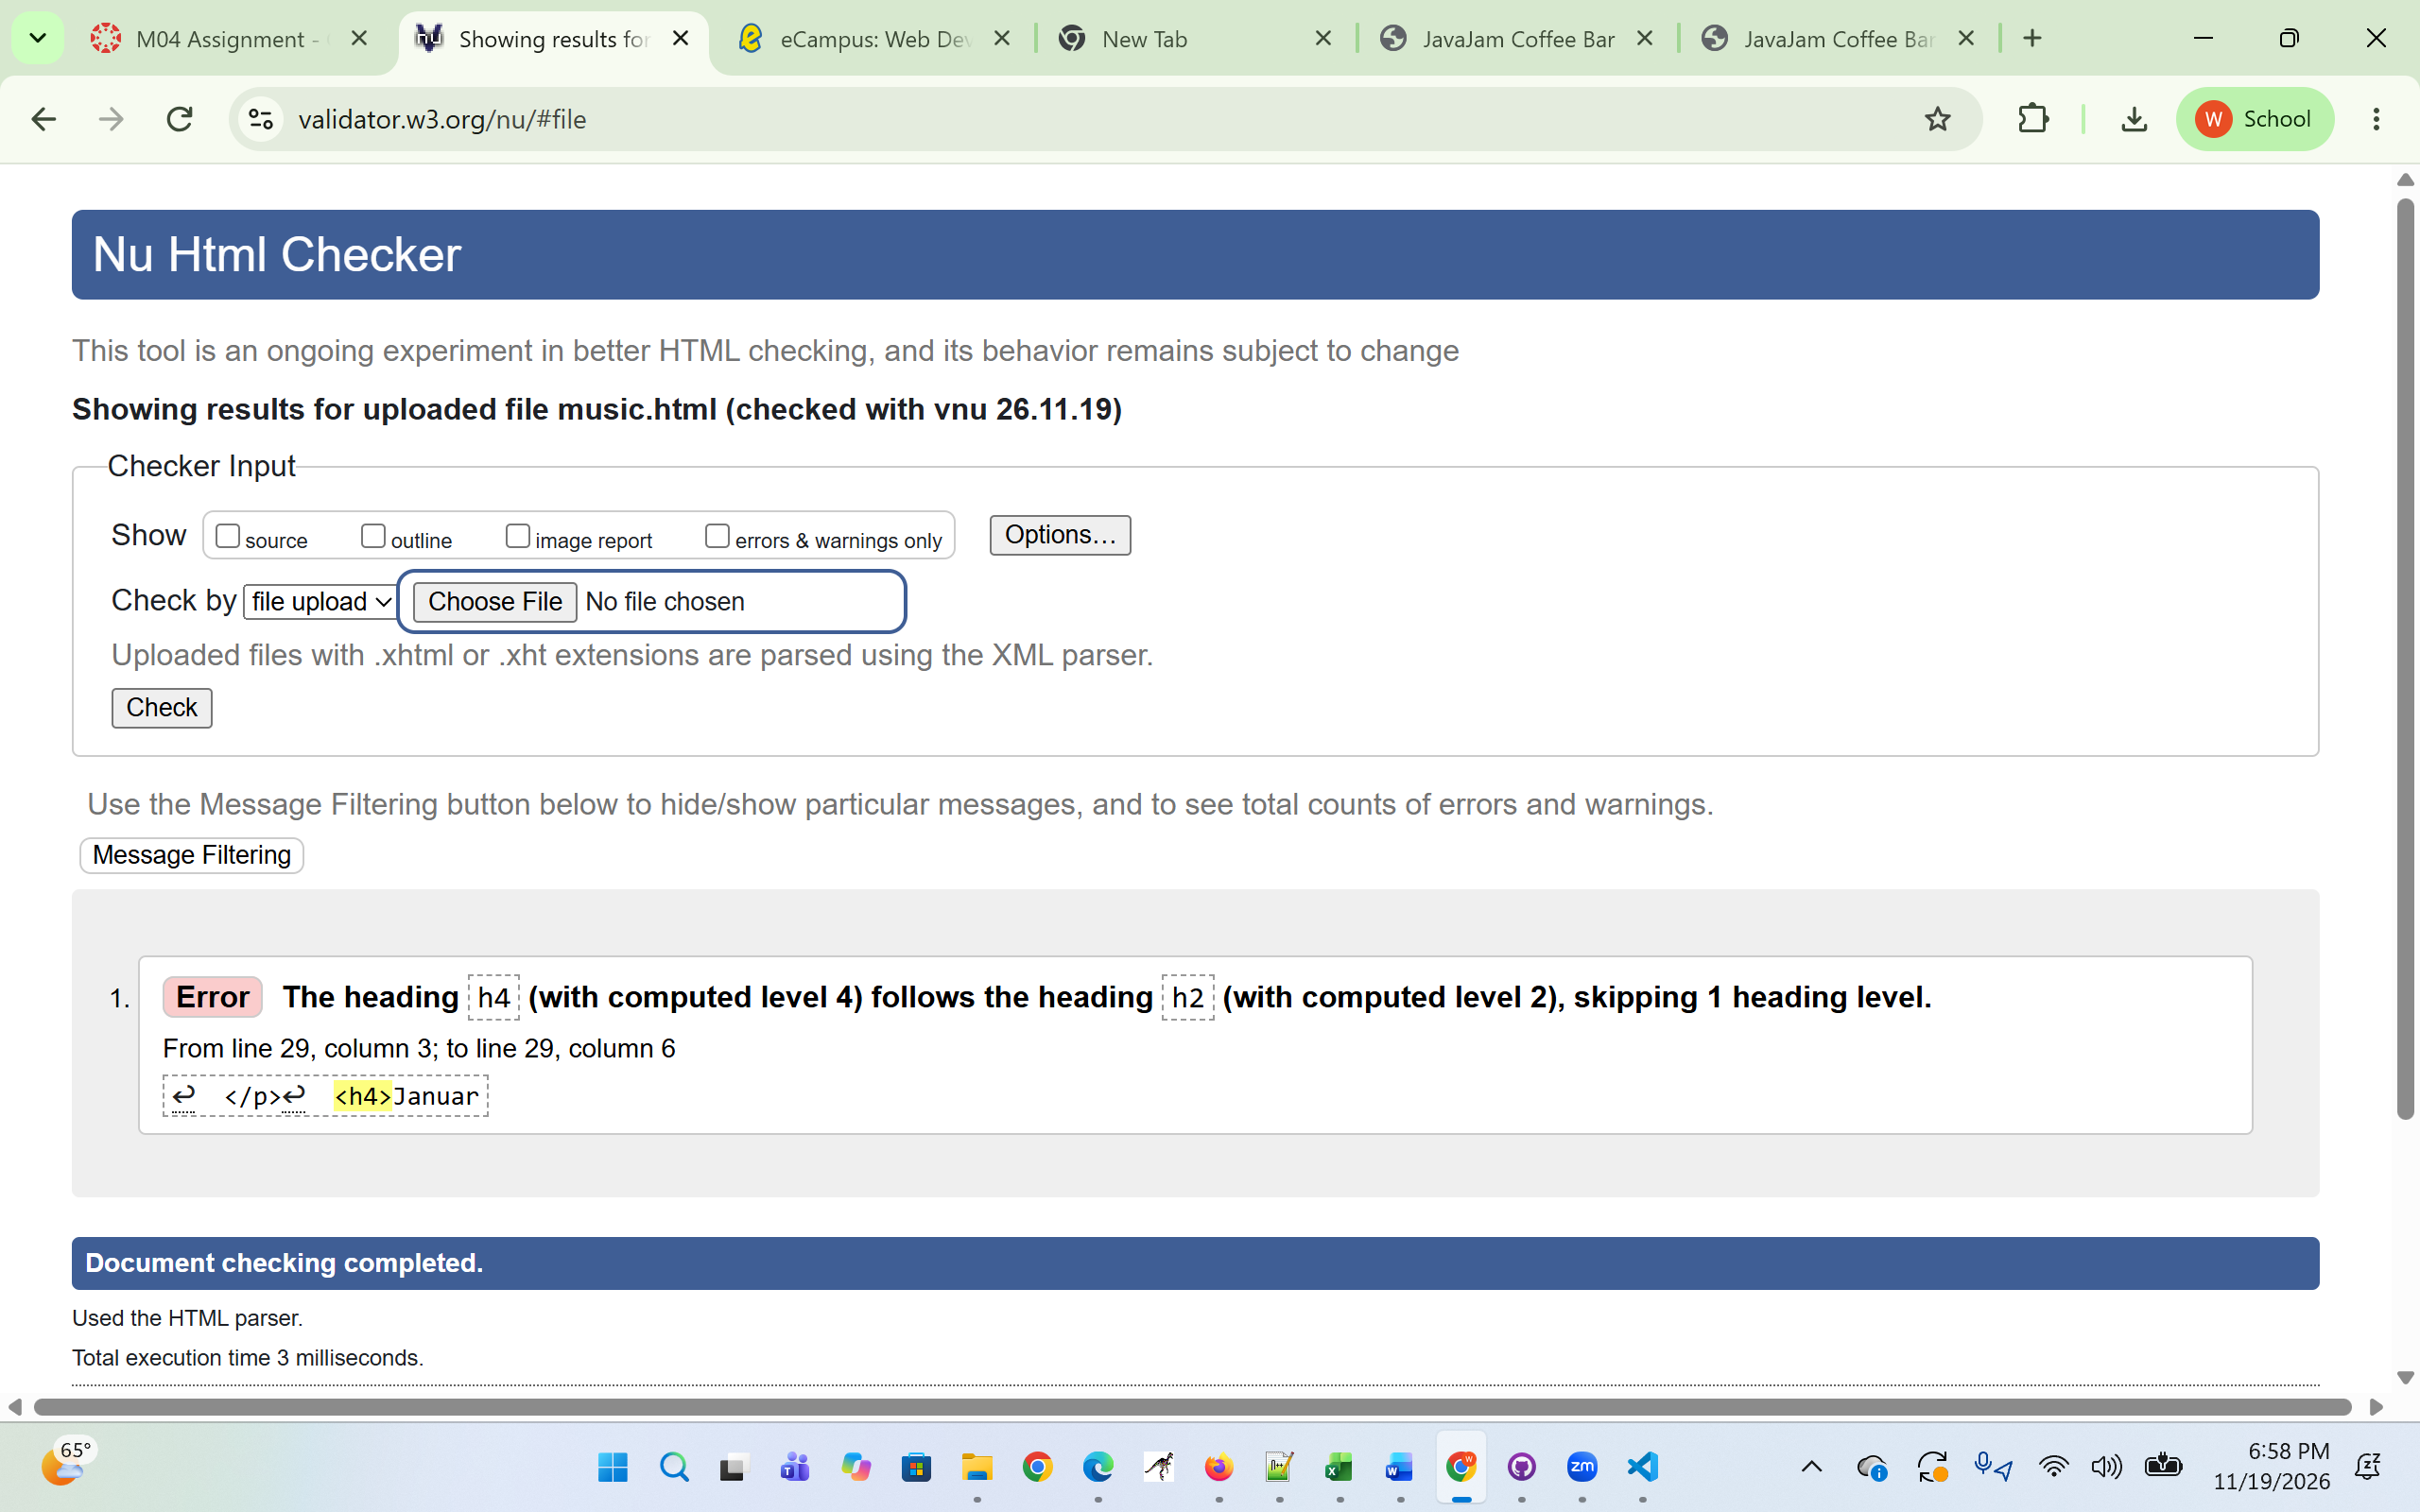 M04 Assignment -
Showing results for
eCampus: Web Dev
New Tab
JavaJam Coffee Bar
JavaJam Coffee Bar
validator.w3.org/nu/#file
W School
Nu Html Checker
This tool is an ongoing experiment in better HTML checking, and its behavior remains subject to change
Showing results for uploaded file music.html (checked with vnu 26.11.19)
Checker Input
Show source outline image report errors & warnings only Options...
Check by file upload Choose File No file chosen
Uploaded files with .xhtml or .xht extensions are parsed using the XML parser.
Check
Use the Message Filtering button below to hide/show particular messages, and to see total counts of errors and warnings.
Message Filtering
1. Error The heading h4 (with computed level 4) follows the heading h2 (with computed level 2), skipping 1 heading level.
From line 29, column 3; to line 29, column 6
↩ </p>↩ <h4>Januar
Document checking completed.
Used the HTML parser.
Total execution time 3 milliseconds.
65°
zm
6:58 PM
11/19/2026